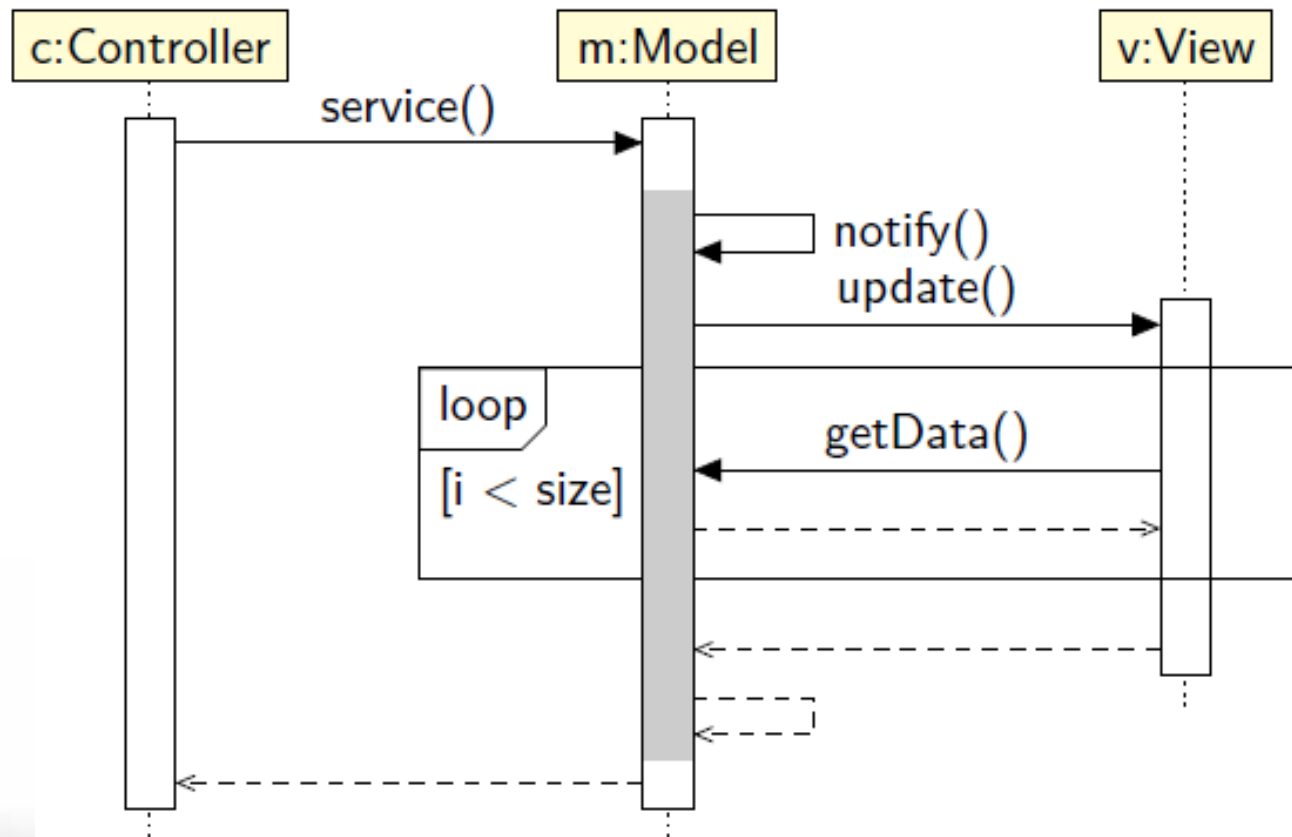 c:Controller
m:Model
v:View
service()
notify()
update()
loop
getData()
[i < size]